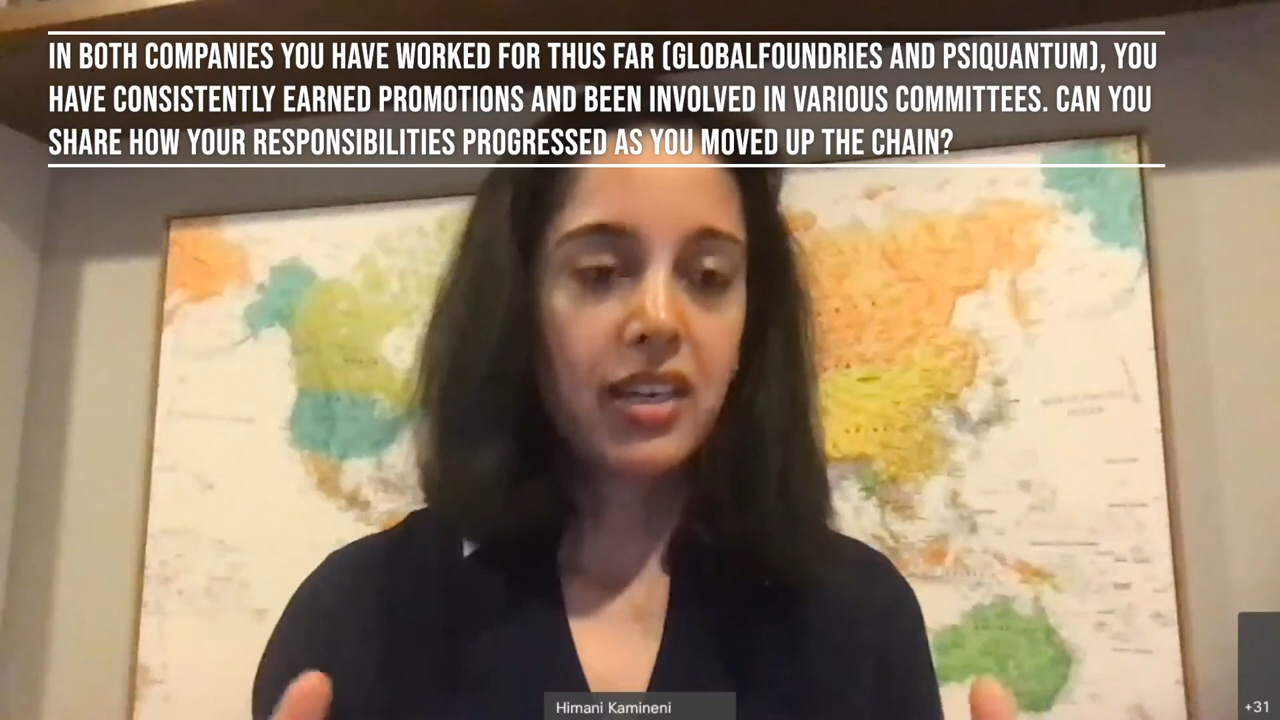 IN BOTH COMPANIES YOU HAVE WORKED FOR THUS FAR (GLOBALFOUNDRIES AND PSIQUANTUM), YOU
HAVE CONSISTENTLY EARNED PROMOTIONS AND BEEN INVOLVED IN VARIOUS COMMITTEES. CAN YOU
SHARE HOW YOUR RESPONSIBILITIES PROGRESSED AS YOU MOVED UP THE CHAIN?
Himani Kamineni
+31